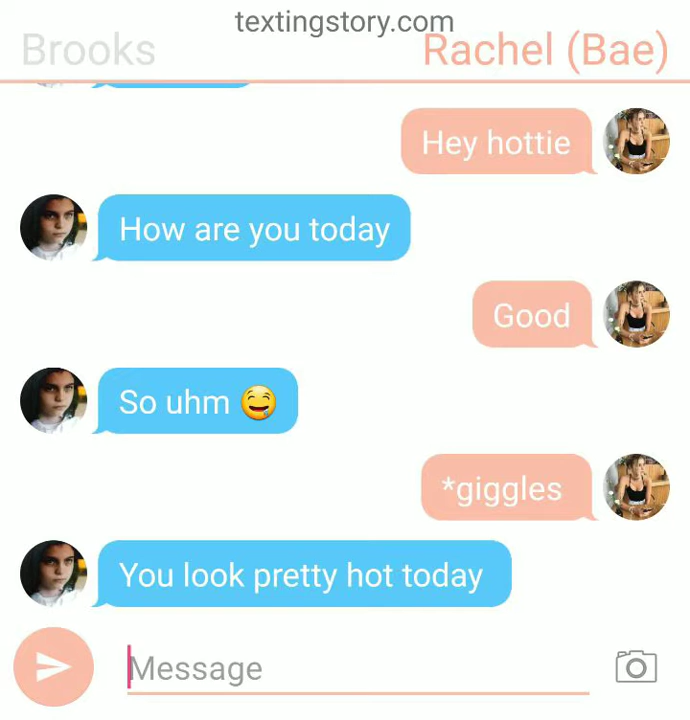 textingstory.com
Brooks
Rachel (Bae)
Hey hottie
How are you today
Good
So uhm 🤤
*giggles
You look pretty hot today
Message